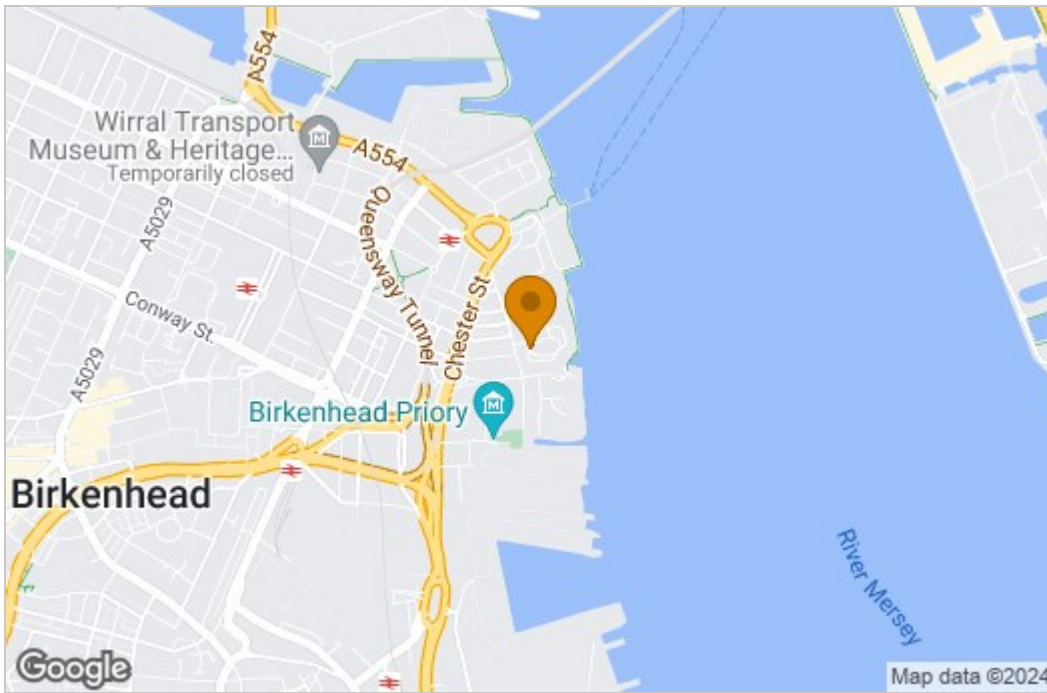 A554
Wirral Transport
Museum & Heritage...
Temporarily closed
A554
A5029
Queensway Tunnel
Conway St.
Chester St
A5029
Birkenhead Priory
Birkenhead
River Mersey
Google
Map data ©2024